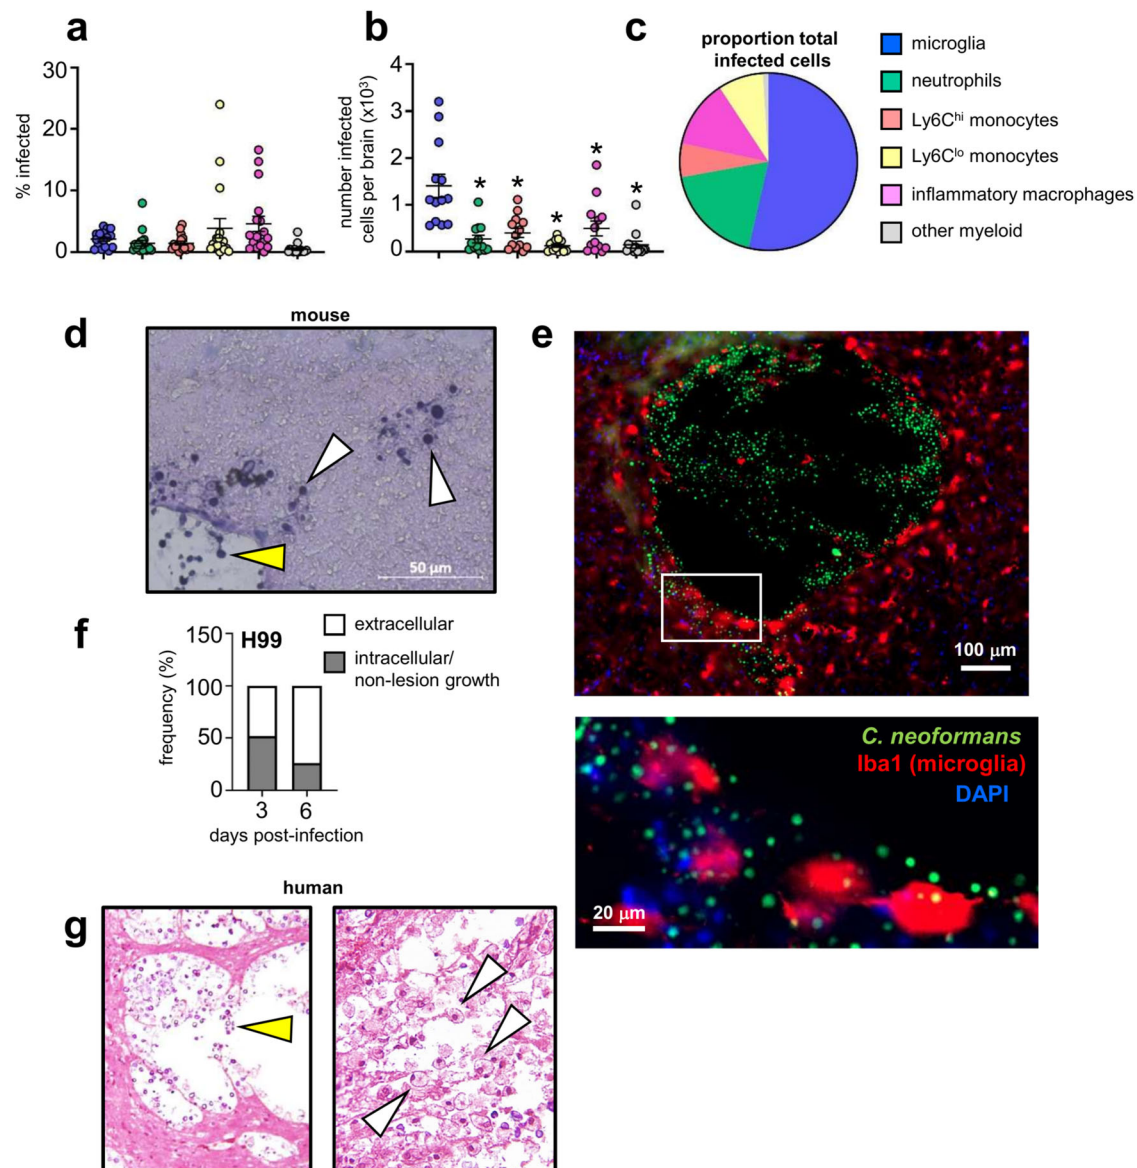 a
% infected
30
20
10
0
b
number infected
cells per brain (x10³)
4
3
2
1
0
*
*
*
*
*
c
proportion total
infected cells
microglia
neutrophils
Ly6Cʰⁱ monocytes
Ly6Cˡᵒ monocytes
inflammatory macrophages
other myeloid
d
mouse
50 μm
e
100 μm
C. neoformans
Iba1 (microglia)
DAPI
20 μm
f
frequency (%)
150
100
50
0
H99
extracellular
intracellular/
non-lesion growth
3
6
days post-infection
g
human